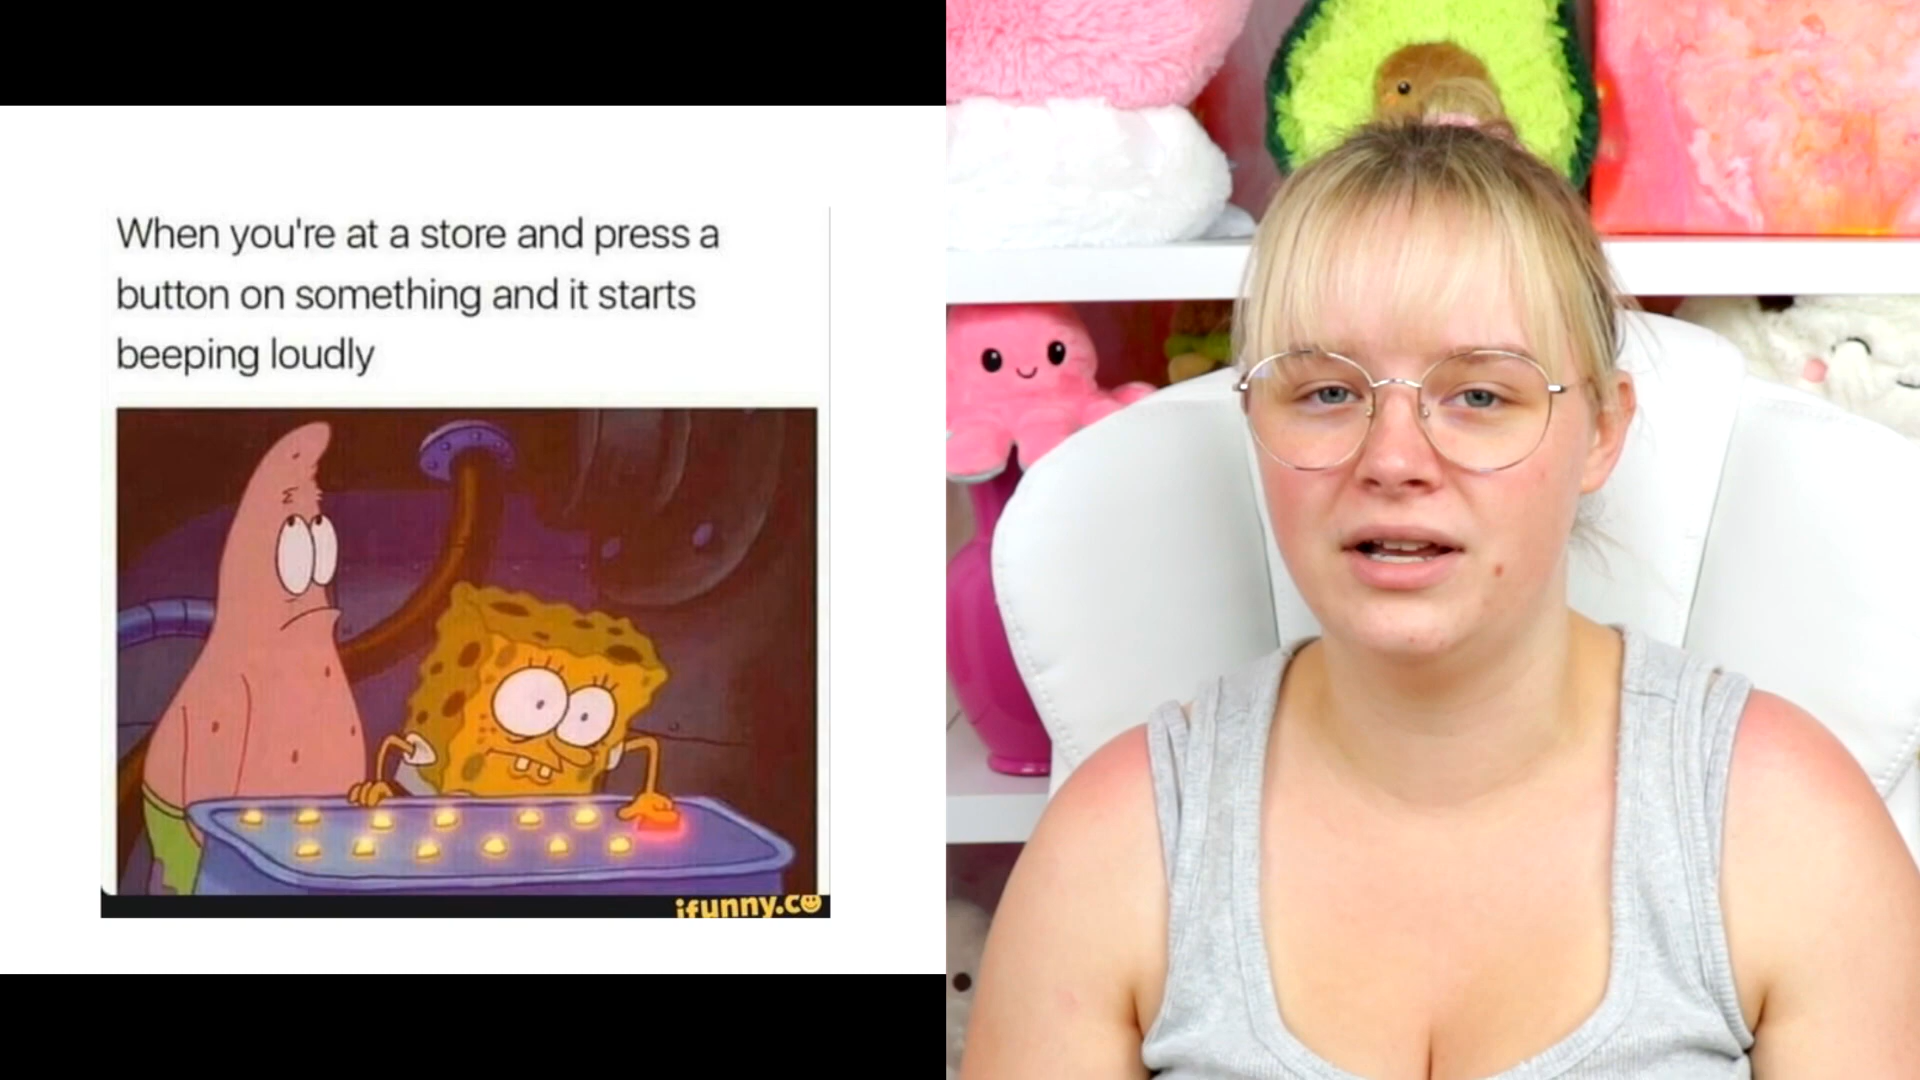 When you're at a store and press a
button on something and it starts
beeping loudly
ifunny.co